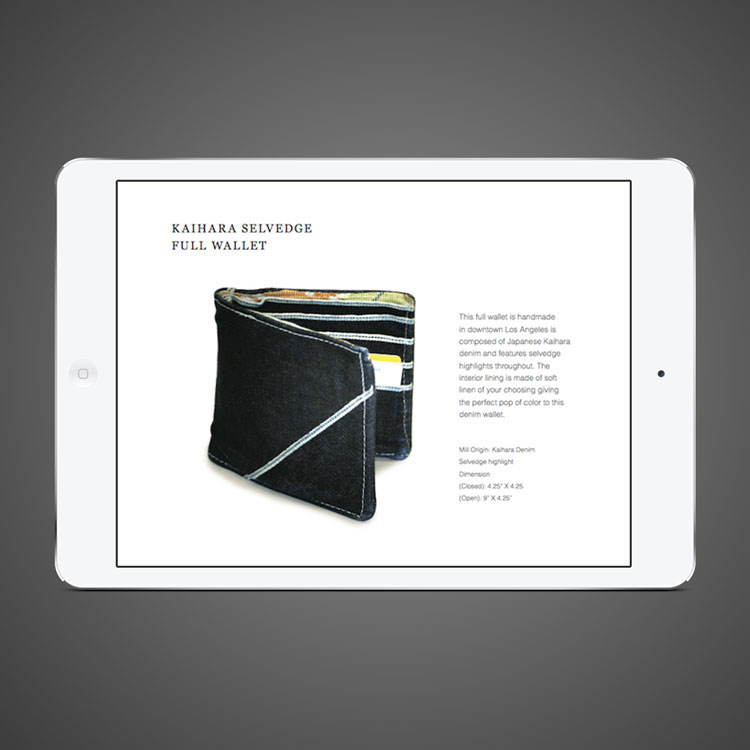 KAIHARA SELVEDGE
FULL WALLET
This full wallet is handmade
in downtown Los Angeles is
composed of Japanese Kaihara
denim and features selvedge
highlights throughout. The
interior lining is made of soft
linen of your choosing giving
the perfect pop of color to this
denim wallet.
Mill Origin: Kaihara Denim
Selvedge highlight
Dimension
(Closed): 4.25" X 4.25
(Open): 9" X 4.25"